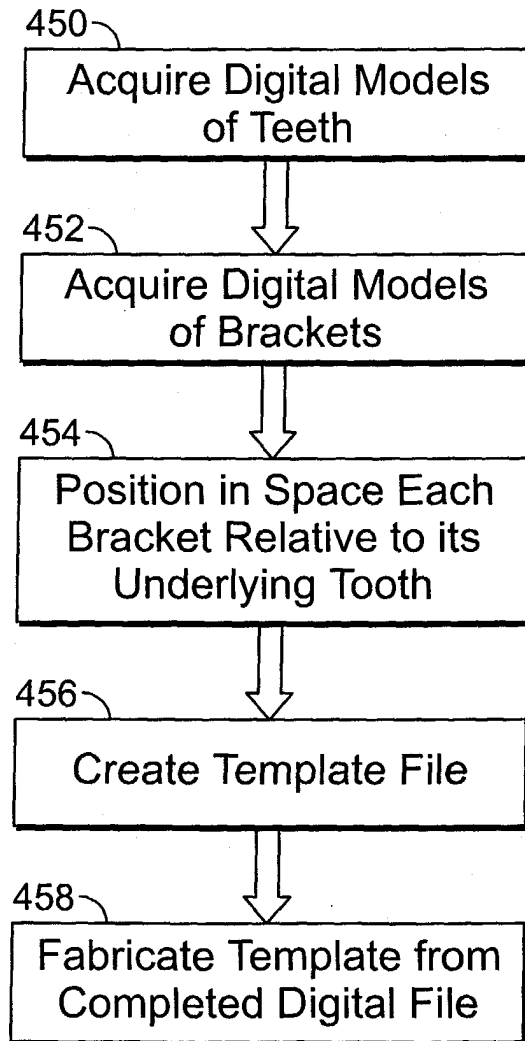 450
Acquire Digital Models
of Teeth
452
Acquire Digital Models
of Brackets
454
Position in Space Each
Bracket Relative to its
Underlying Tooth
456
Create Template File
458
Fabricate Template from
Completed Digital File